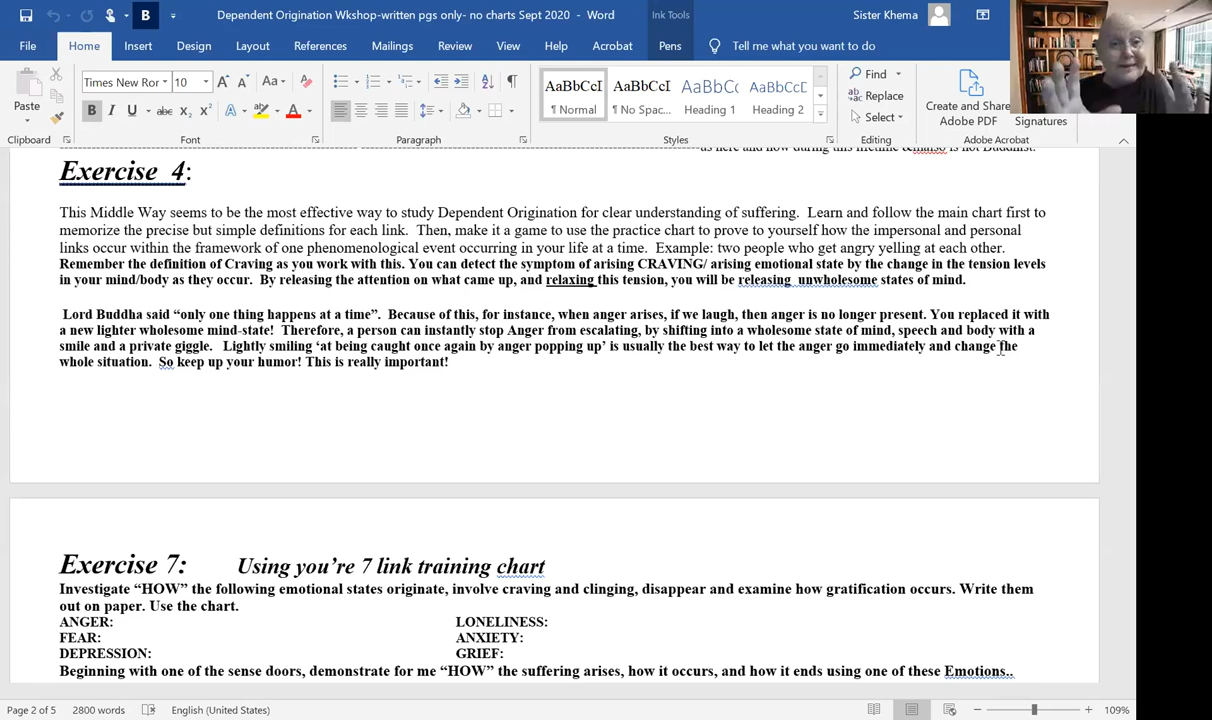 Dependent Origination Wkshop-written pgs only- no charts Sept 2020 - Word
Ink Tools
Sister Khema
File Home Insert Design Layout References Mailings Review View Help Acrobat Pens Tell me what you want to do
Times New Ror 10
Paste
AaBbCcI AaBbCcI AaBbCc AaBbCcD
¶ Normal ¶ No Spac... Heading 1 Heading 2
Find
Replace
Select
Create and Share
Adobe PDF
Signatures
Clipboard Font Paragraph Styles Editing Adobe Acrobat
as here and now during this lifetime is not Buddhist.
Exercise 4:
This Middle Way seems to be the most effective way to study Dependent Origination for clear understanding of suffering. Learn and follow the main chart first to
memorize the precise but simple definitions for each link. Then, make it a game to use the practice chart to prove to yourself how the impersonal and personal
links occur within the framework of one phenomenological event occurring in your life at a time. Example: two people who get angry yelling at each other.
Remember the definition of Craving as you work with this. You can detect the symptom of arising CRAVING/ arising emotional state by the change in the tension levels
in your mind/body as they occur. By releasing the attention on what came up, and relaxing this tension, you will be releasing unwholesome states of mind.
Lord Buddha said “only one thing happens at a time”. Because of this, for instance, when anger arises, if we laugh, then anger is no longer present. You replaced it with
a new lighter wholesome mind-state! Therefore, a person can instantly stop Anger from escalating, by shifting into a wholesome state of mind, speech and body with a
smile and a private giggle. Lightly smiling ‘at being caught once again by anger popping up’ is usually the best way to let the anger go immediately and change the
whole situation. So keep up your humor! This is really important!
Exercise 7: Using you’re 7 link training chart
Investigate “HOW” the following emotional states originate, involve craving and clinging, disappear and examine how gratification occurs. Write them
out on paper. Use the chart.
ANGER: LONELINESS:
FEAR: ANXIETY:
DEPRESSION: GRIEF:
Beginning with one of the sense doors, demonstrate for me “HOW” the suffering arises, how it occurs, and how it ends using one of these Emotions..
Page 2 of 5 2800 words English (United States) 109%